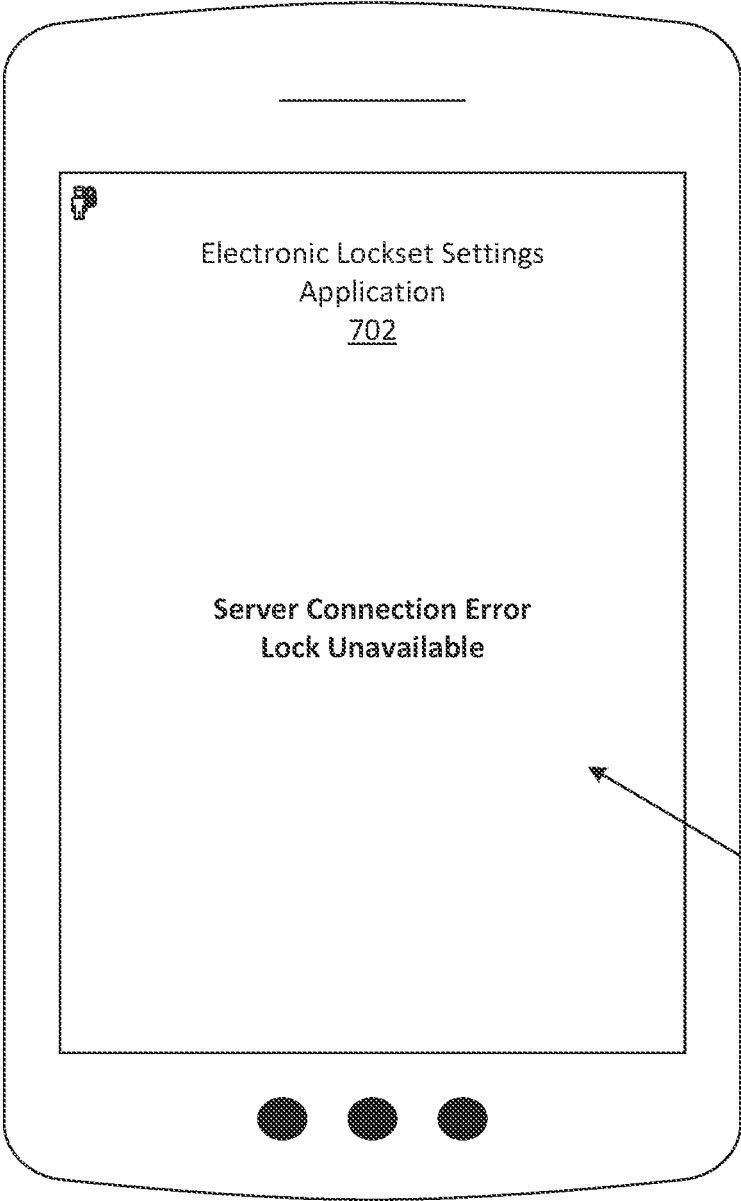 Electronic Lockset Settings
Application
702
Server Connection Error
Lock Unavailable